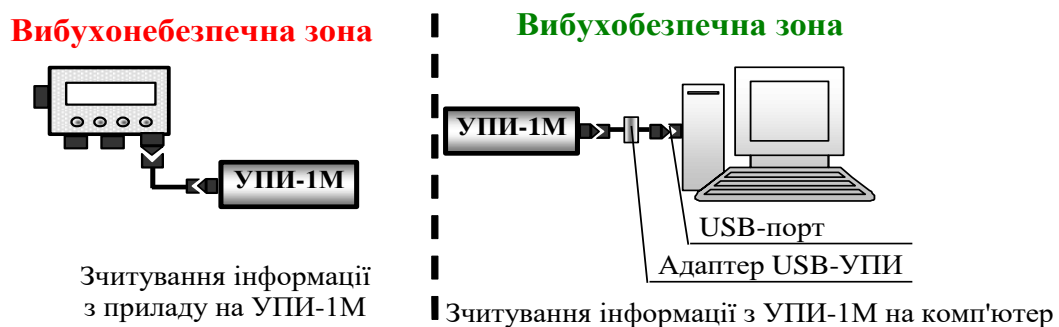 Вибухонебезпечна зона
УПИ-1М
Зчитування інформації
з приладу на УПИ-1М
Вибухобезпечна зона
УПИ-1М
USB-порт
Адаптер USB-УПИ
Зчитування інформації з УПИ-1М на комп'ютер